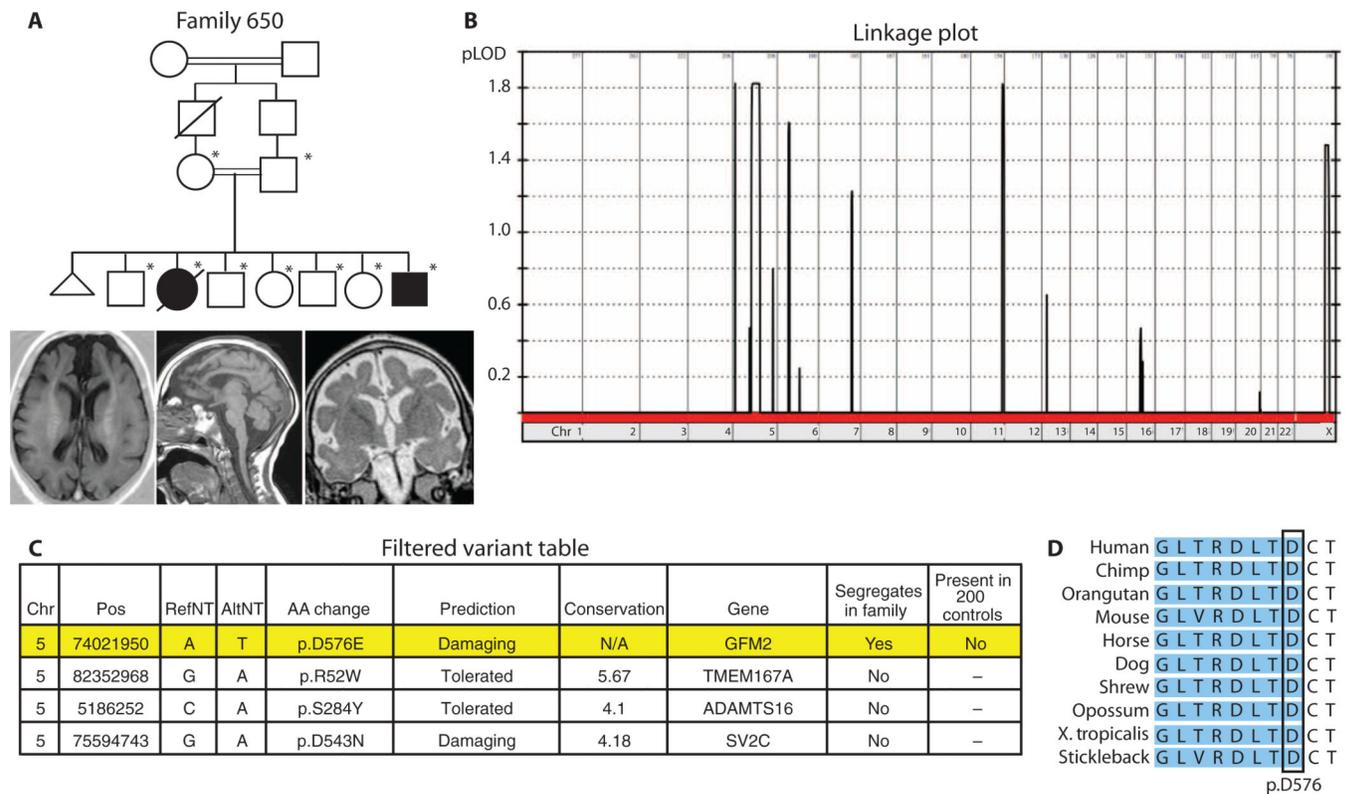 A
Family 650
*
*
*
*
*
*
*
*
*
B
Linkage plot
pLOD
1.8
1.4
1.0
0.6
0.2
Chr 1 2 3 4 5 6 7 8 9 10 11 12 13 14 15 16 17 18 19 20 21 22 X
C
Filtered variant table
Chr Pos RefNT AltNT AA change Prediction Conservation Gene Segregates in family Present in 200 controls
5 74021950 A T p.D576E Damaging N/A GFM2 Yes No
5 82352968 G A p.R52W Tolerated 5.67 TMEM167A No –
5 5186252 C A p.S284Y Tolerated 4.1 ADAMTS16 No –
5 75594743 G A p.D543N Damaging 4.18 SV2C No –
D
Human G L T R D L T D C T
Chimp G L T R D L T D C T
Orangutan G L T R D L T D C T
Mouse G L V R D L T D C T
Horse G L T R D L T D C T
Dog G L T R D L T D C T
Shrew G L T R D L T D C T
Opossum G L T R D L T D C T
X. tropicalis G L T R D L T D C T
Stickleback G L V R D L T D C T
p.D576